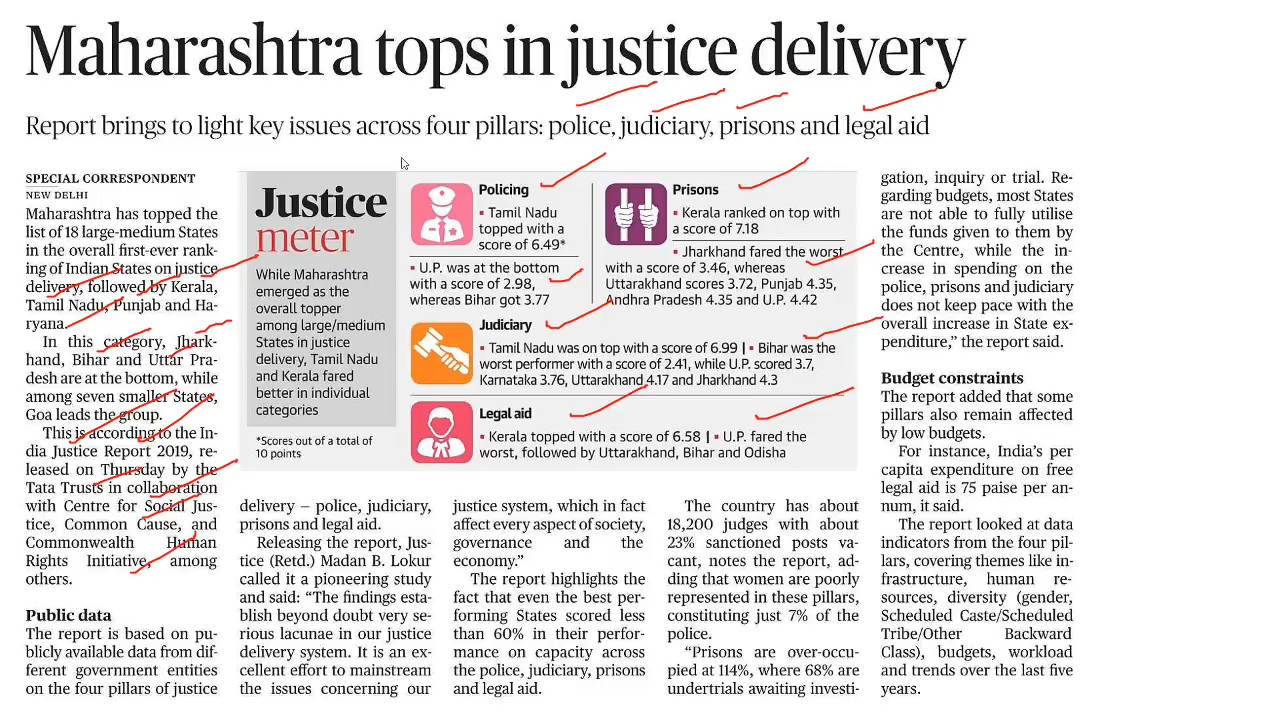 Maharashtra tops in justice delivery
Report brings to light key issues across four pillars: police, judiciary, prisons and legal aid
SPECIAL CORRESPONDENT
NEW DELHI
Maharashtra has topped the
list of 18 large-medium States
in the overall first-ever rank-
ing of Indian States on justice
delivery, followed by Kerala,
Tamil Nadu, Punjab and Ha-
ryana.
In this category, Jhark-
hand, Bihar and Uttar Pra-
desh are at the bottom, while
among seven smaller States,
Goa leads the group.
This is according to the In-
dia Justice Report 2019, re-
leased on Thursday by the
Tata Trusts in collaboration
with Centre for Social Jus-
tice, Common Cause, and
Commonwealth Human
Rights Initiative, among
others.
Public data
The report is based on pu-
blicly available data from dif-
ferent government entities
on the four pillars of justice
Justice
meter
While Maharashtra
emerged as the
overall topper
among large/medium
States in justice
delivery, Tamil Nadu
and Kerala fared
better in individual
categories
*Scores out of a total of
10 points
Policing
▪ Tamil Nadu
topped with a
score of 6.49*
▪ U.P. was at the bottom
with a score of 2.98,
whereas Bihar got 3.77
Prisons
▪ Kerala ranked on top with
a score of 7.18
▪ Jharkhand fared the worst
with a score of 3.46, whereas
Uttarakhand scores 3.72, Punjab 4.35,
Andhra Pradesh 4.35 and U.P. 4.42
Judiciary
▪ Tamil Nadu was on top with a score of 6.99 | ▪ Bihar was the
worst performer with a score of 2.41, while U.P. scored 3.7,
Karnataka 3.76, Uttarakhand 4.17 and Jharkhand 4.3
Legal aid
▪ Kerala topped with a score of 6.58 | ▪ U.P. fared the
worst, followed by Uttarakhand, Bihar and Odisha
delivery – police, judiciary,
prisons and legal aid.
Releasing the report, Jus-
tice (Retd.) Madan B. Lokur
called it a pioneering study
and said: “The findings esta-
blish beyond doubt very se-
rious lacunae in our justice
delivery system. It is an ex-
cellent effort to mainstream
the issues concerning our
justice system, which in fact
affect every aspect of society,
governance and the
economy.”
The report highlights the
fact that even the best per-
forming States scored less
than 60% in their perfor-
mance on capacity across
the police, judiciary, prisons
and legal aid.
The country has about
18,200 judges with about
23% sanctioned posts va-
cant, notes the report, ad-
ding that women are poorly
represented in these pillars,
constituting just 7% of the
police.
“Prisons are over-occu-
pied at 114%, where 68% are
undertrials awaiting investi-
gation, inquiry or trial. Re-
garding budgets, most States
are not able to fully utilise
the funds given to them by
the Centre, while the in-
crease in spending on the
police, prisons and judiciary
does not keep pace with the
overall increase in State ex-
penditure,” the report said.
Budget constraints
The report added that some
pillars also remain affected
by low budgets.
For instance, India’s per
capita expenditure on free
legal aid is 75 paise per an-
num, it said.
The report looked at data
indicators from the four pil-
lars, covering themes like in-
frastructure, human re-
sources, diversity (gender,
Scheduled Caste/Scheduled
Tribe/Other Backward
Class), budgets, workload
and trends over the last five
years.